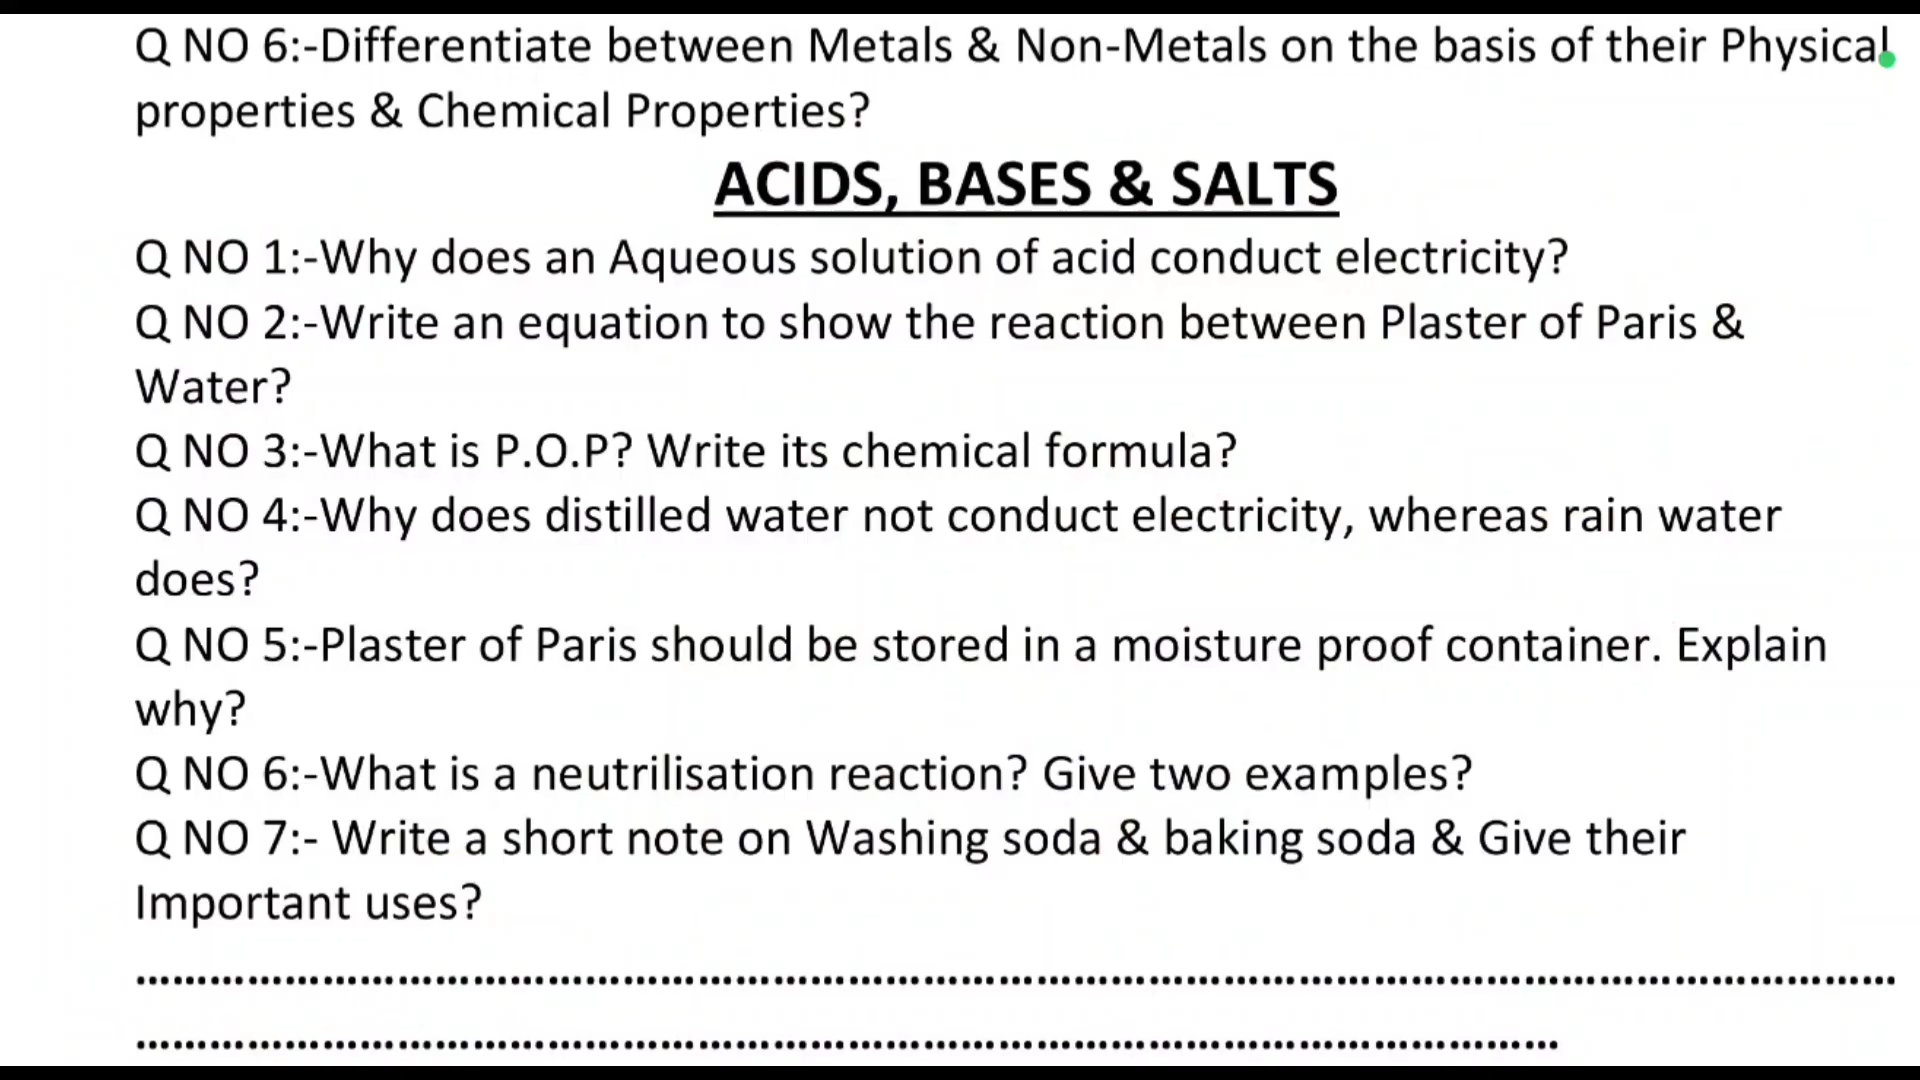 Q NO 6:-Differentiate between Metals & Non-Metals on the basis of their Physical
properties & Chemical Properties?
ACIDS, BASES & SALTS
Q NO 1:-Why does an Aqueous solution of acid conduct electricity?
Q NO 2:-Write an equation to show the reaction between Plaster of Paris &
Water?
Q NO 3:-What is P.O.P? Write its chemical formula?
Q NO 4:-Why does distilled water not conduct electricity, whereas rain water
does?
Q NO 5:-Plaster of Paris should be stored in a moisture proof container. Explain
why?
Q NO 6:-What is a neutrilisation reaction? Give two examples?
Q NO 7:- Write a short note on Washing soda & baking soda & Give their
Important uses?